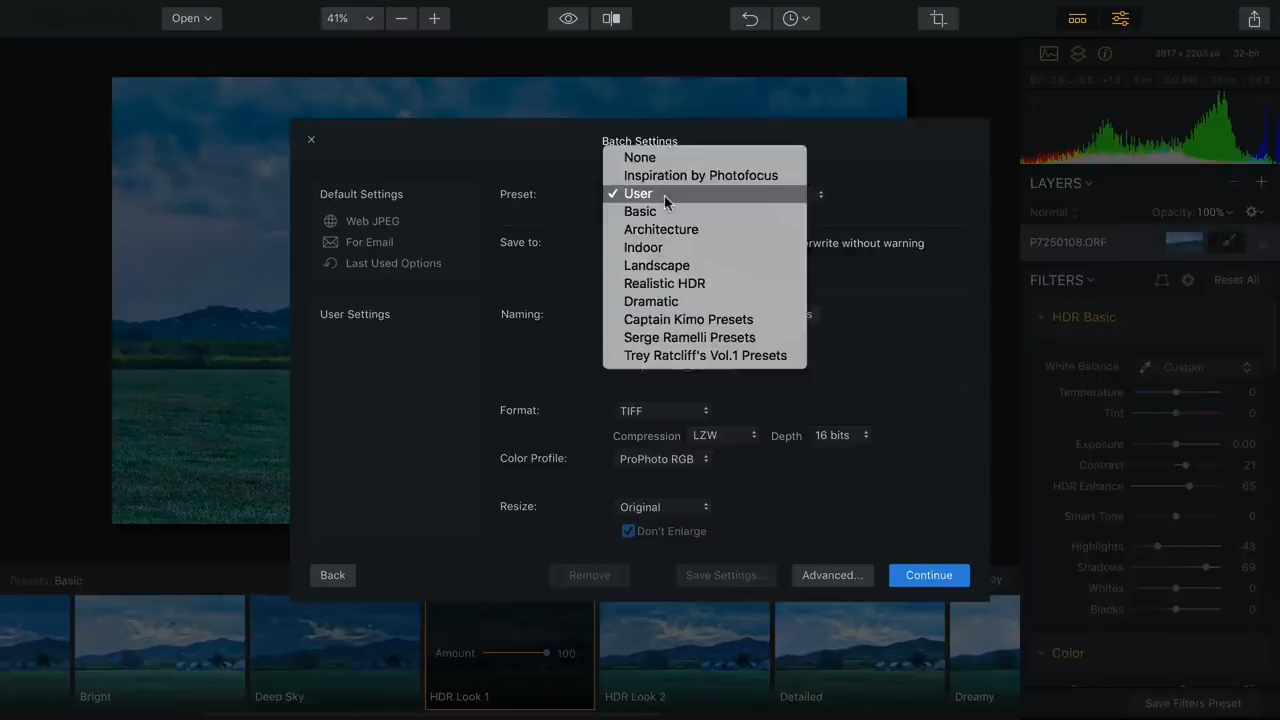 Open
41%
3917 x 2203 px 32-bit
Batch Settings
Default Settings
Web JPEG
For Email
Last Used Options
User Settings
Preset:
None
Inspiration by Photofocus
User
Basic
Architecture
Indoor
Landscape
Realistic HDR
Dramatic
Captain Kimo Presets
Serge Ramelli Presets
Trey Ratcliff's Vol.1 Presets
Save to:
without warning
Naming:
Format: TIFF
Compression LZW Depth 16 bits
Color Profile: ProPhoto RGB
Resize: Original
Don't Enlarge
Back Remove Save Settings... Advanced... Continue
LAYERS
Normal Opacity: 100%
P7250108.ORF
FILTERS Reset All
HDR Basic
White Balance Custom
Temperature 0
Tint 0
Exposure 0.00
Contrast 21
HDR Enhance 65
Smart Tone 0
Highlights -43
Shadows 69
Whites 0
Blacks 0
Color
Save Filters Preset
Presets: Basic
Amount 100
Bright Deep Sky HDR Look 1 HDR Look 2 Detailed Dreamy